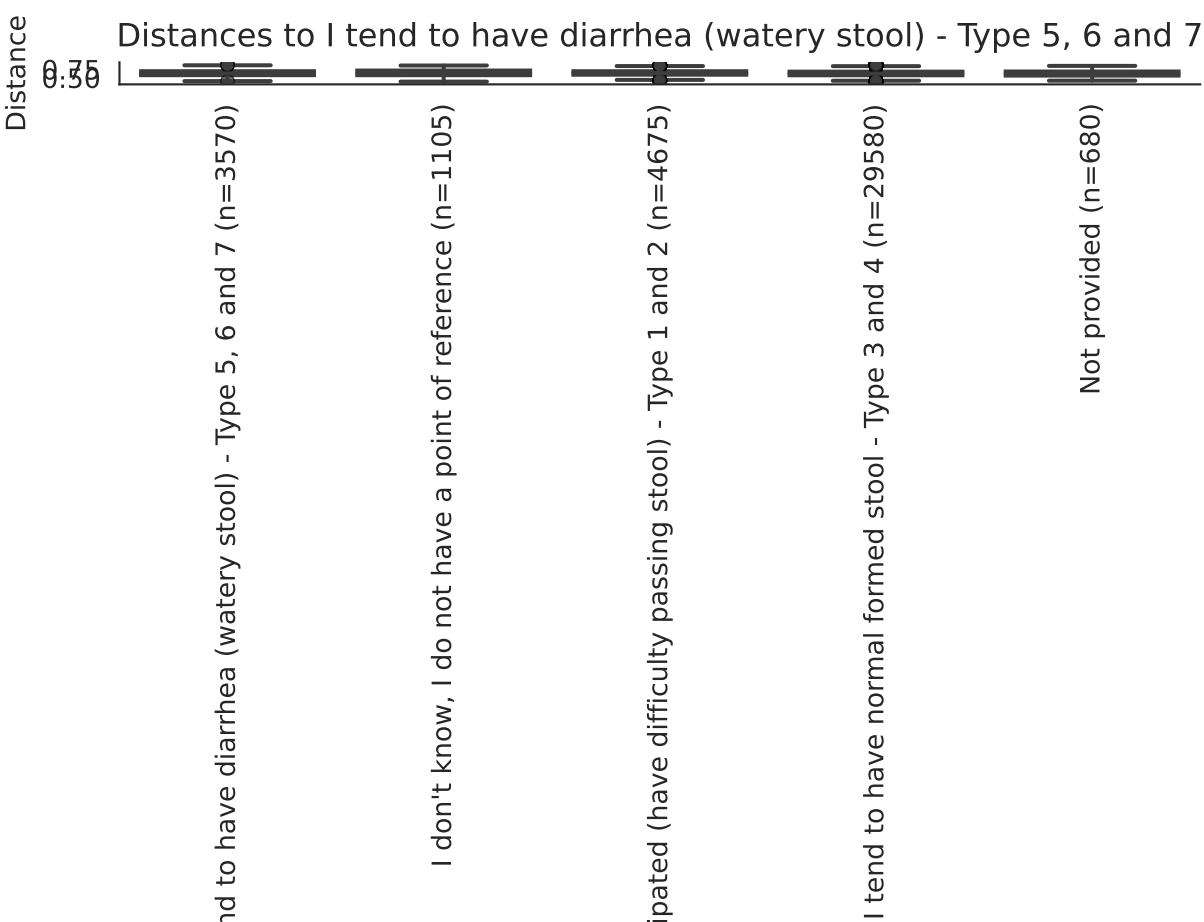 Distances to I tend to have diarrhea (watery stool) - Type 5, 6 and 7
Distance
0.75
0.50
nd to have diarrhea (watery stool) - Type 5, 6 and 7 (n=3570)
I don't know, I do not have a point of reference (n=1105)
ipated (have difficulty passing stool) - Type 1 and 2 (n=4675)
I tend to have normal formed stool - Type 3 and 4 (n=29580)
Not provided (n=680)